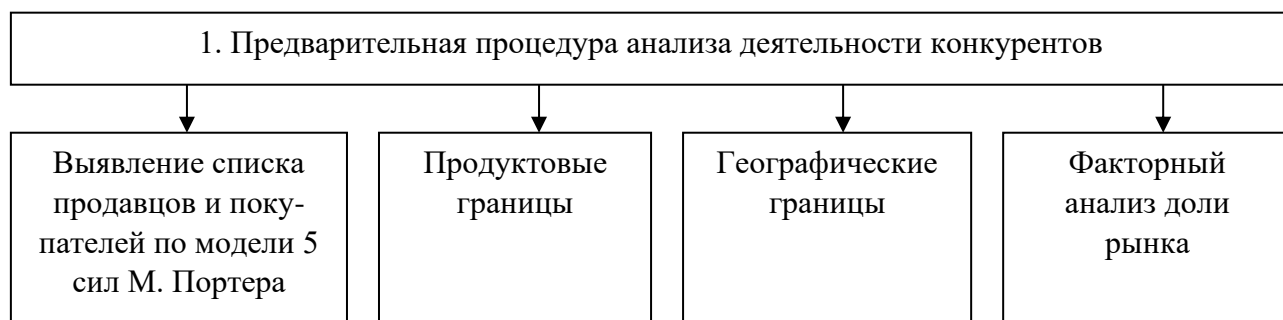 1. Предварительная процедура анализа деятельности конкурентов
Выявление списка
продавцов и поку-
пателей по модели 5
сил М. Портера
Продуктовые
границы
Географические
границы
Факторный
анализ доли
рынка